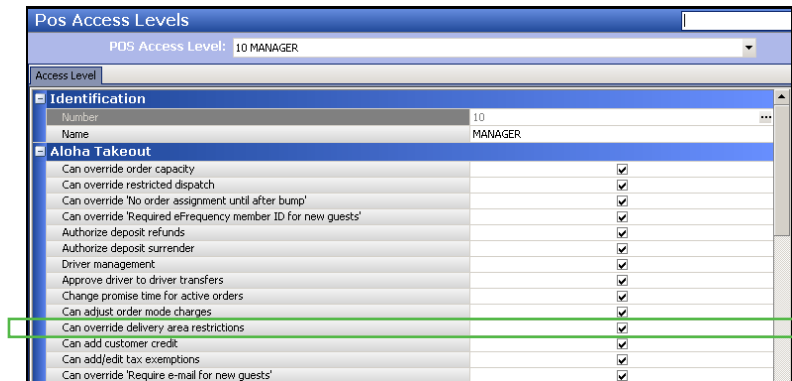 Pos Access Levels
POS Access Level: 10 MANAGER
Access Level
Identification
Number 10 ...
Name MANAGER
Aloha Takeout
Can override order capacity
Can override restricted dispatch
Can override 'No order assignment until after bump'
Can override 'Required eFrequency member ID for new guests'
Authorize deposit refunds
Authorize deposit surrender
Driver management
Approve driver to driver transfers
Change promise time for active orders
Can adjust order mode charges
Can override delivery area restrictions
Can add customer credit
Can add/edit tax exemptions
Can override 'Require e-mail for new guests'